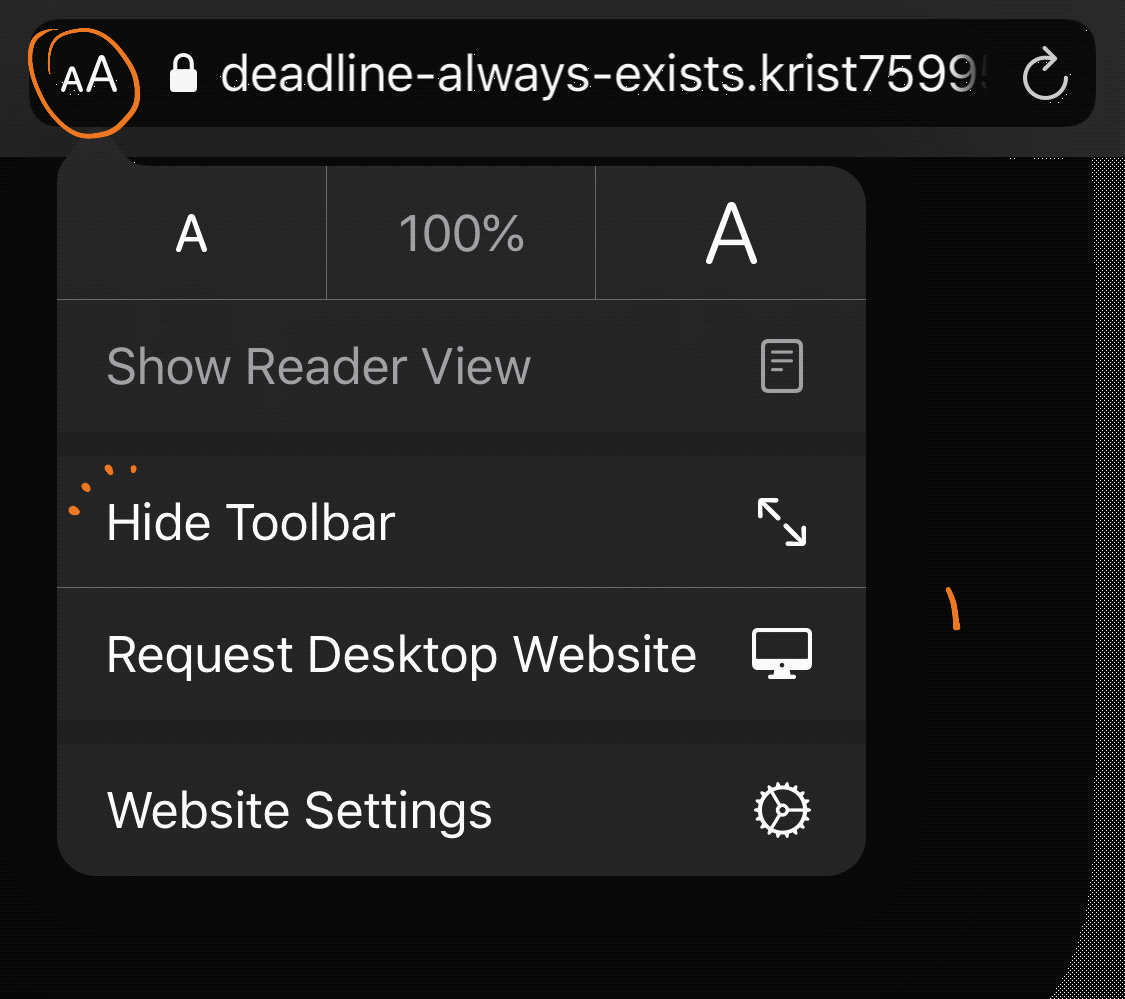 AA deadline-always-exists.krist7599
A 100% A
Show Reader View
Hide Toolbar
Request Desktop Website
Website Settings